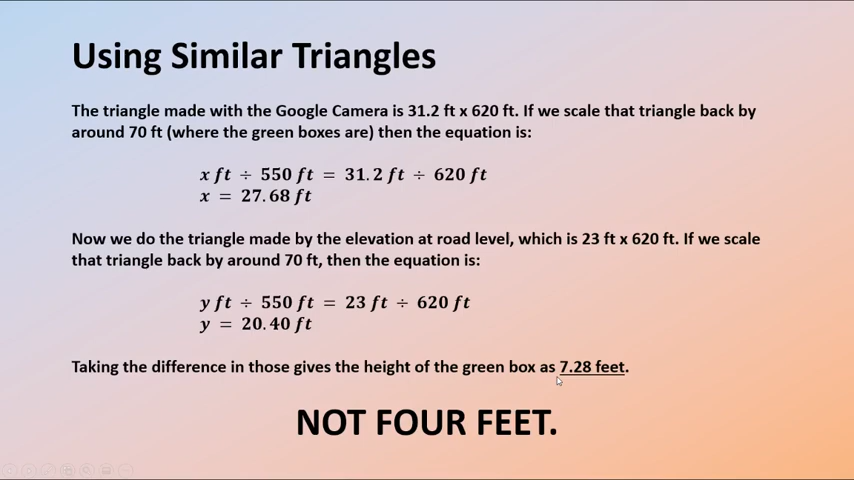 Using Similar Triangles
The triangle made with the Google Camera is 31.2 ft x 620 ft. If we scale that triangle back by
around 70 ft (where the green boxes are) then the equation is:
x ft ÷ 550 ft = 31.2 ft ÷ 620 ft
x = 27.68 ft
Now we do the triangle made by the elevation at road level, which is 23 ft x 620 ft. If we scale
that triangle back by around 70 ft, then the equation is:
y ft ÷ 550 ft = 23 ft ÷ 620 ft
y = 20.40 ft
Taking the difference in those gives the height of the green box as 7.28 feet.
NOT FOUR FEET.